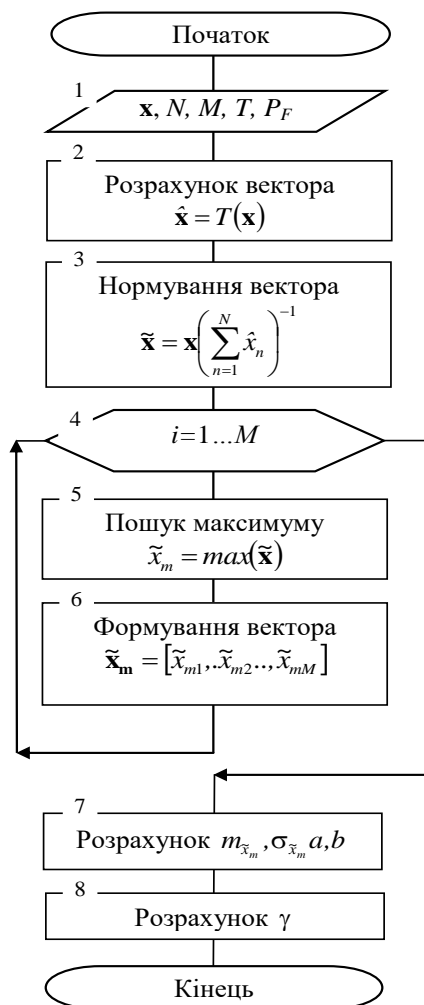 Початок
1
x, N, M, T, P_F
2
Розрахунок вектора
x̂ = T(x)
3
Нормування вектора
x̃ = x(∑_{n=1}^{N} x̂_n)^{−1}
4
i=1...M
5
Пошук максимуму
x̃_m = max(x̃)
6
Формування вектора
x̃_m = [x̃_{m1},..x̃_{m2}..,x̃_{mM}]
7
Розрахунок m_{x̃_m},σ_{x̃_m} a,b
8
Розрахунок γ
Кінець